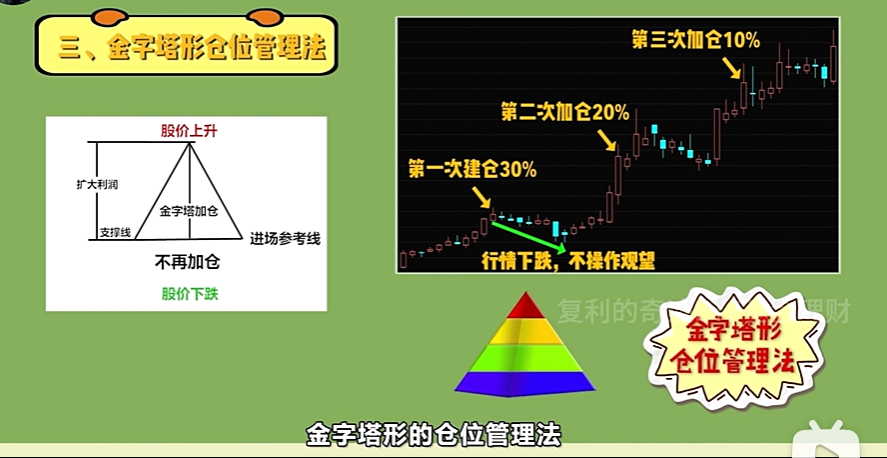 三、金字塔形仓位管理法
股价上升
扩大利润
金字塔加仓
支撑线
进场参考线
不再加仓
股价下跌
第三次加仓10%
第二次加仓20%
第一次建仓30%
行情下跌，不操作观望
复利的奇
理财
金字塔形
仓位管理法
金字塔形的仓位管理法